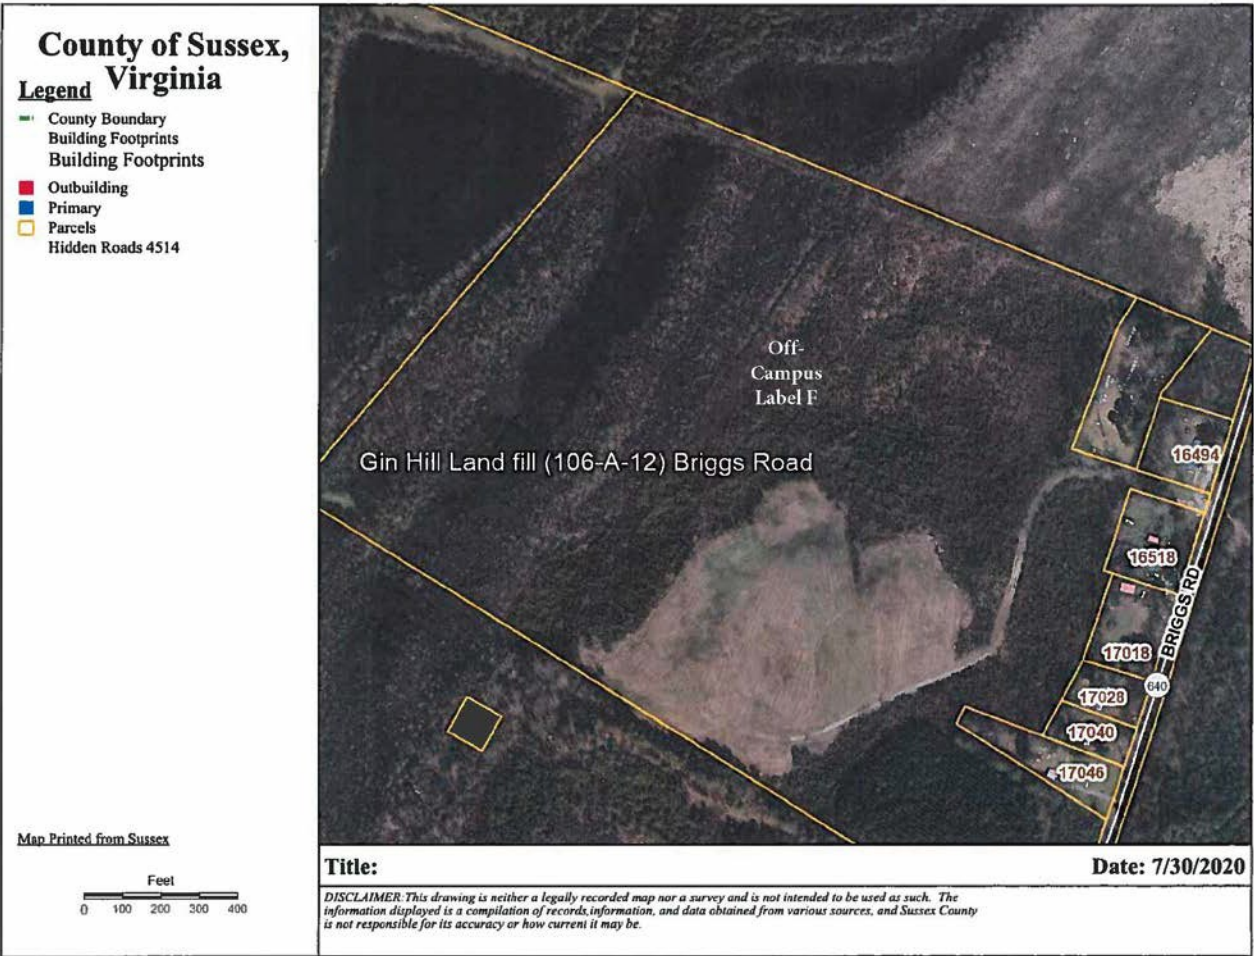 County of Sussex,
Virginia
Legend
County Boundary
Building Footprints
Building Footprints
Outbuilding
Primary
Parcels
Hidden Roads 4514
Off-
Campus
Label F
Gin Hill Land fill (106-A-12) Briggs Road
16494
16518
BRIGGS RD
17018
640
17028
17040
17046
Map Printed from Sussex
Feet
0 100 200 300 400
Title:
Date: 7/30/2020
DISCLAIMER:This drawing is neither a legally recorded map nor a survey and is not intended to be used as such. The
information displayed is a compilation of records,information, and data obtained from various sources, and Sussex County
is not responsible for its accuracy or how current it may be.